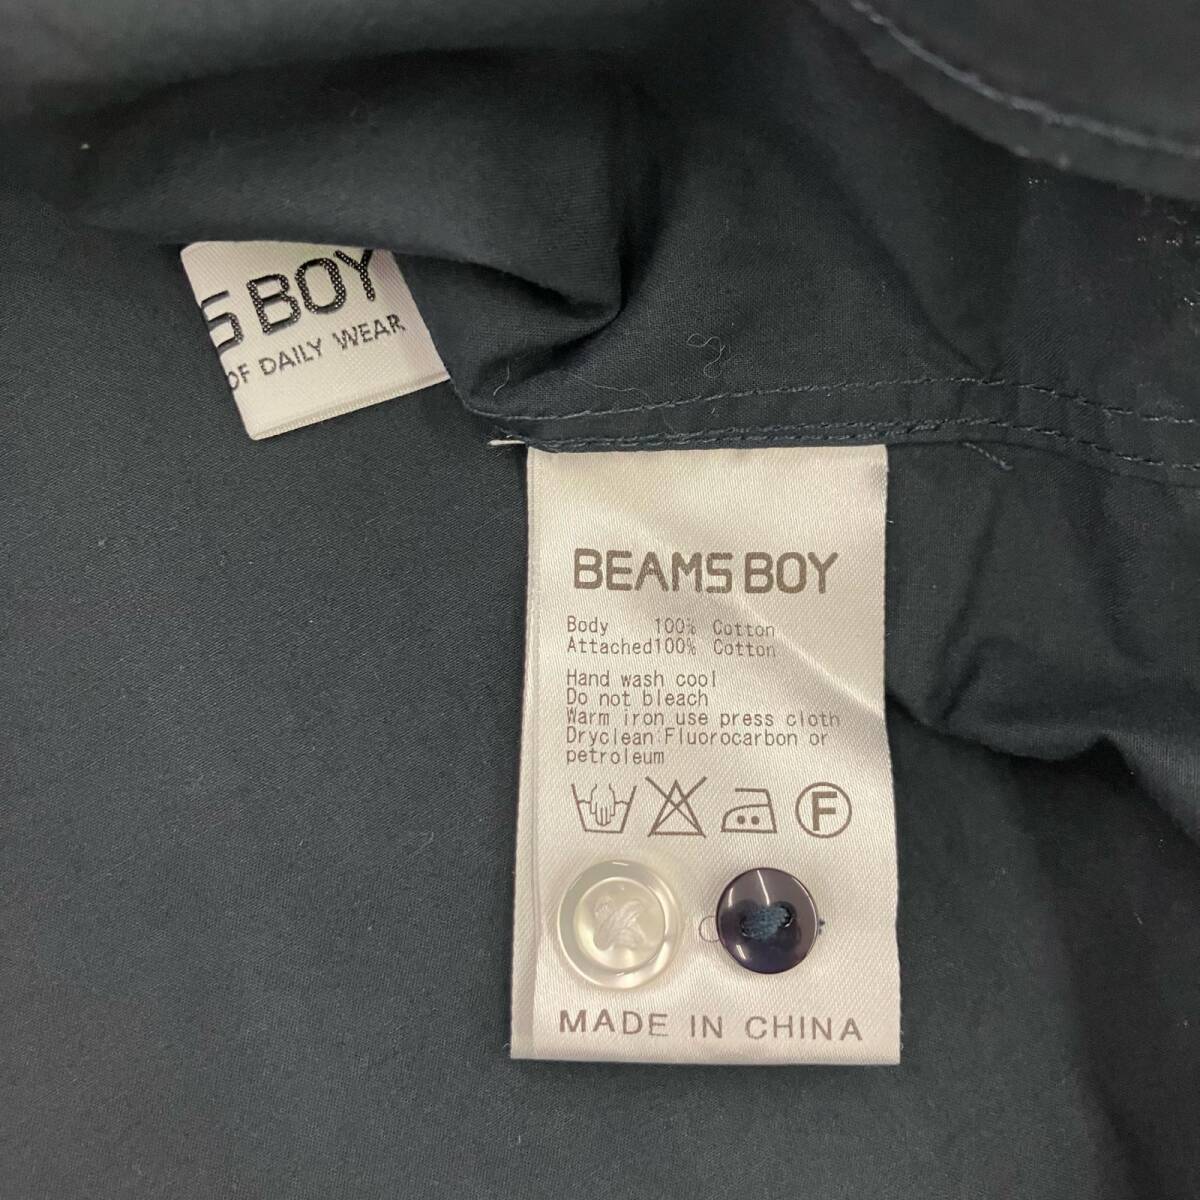 S BOY
OF DAILY WEAR
BEAMS BOY
Body 100% Cotton
Attached100% Cotton
Hand wash cool
Do not bleach
Warm iron use press cloth
Dryclean:Fluorocarbon or
petroleum
F
MADE IN CHINA